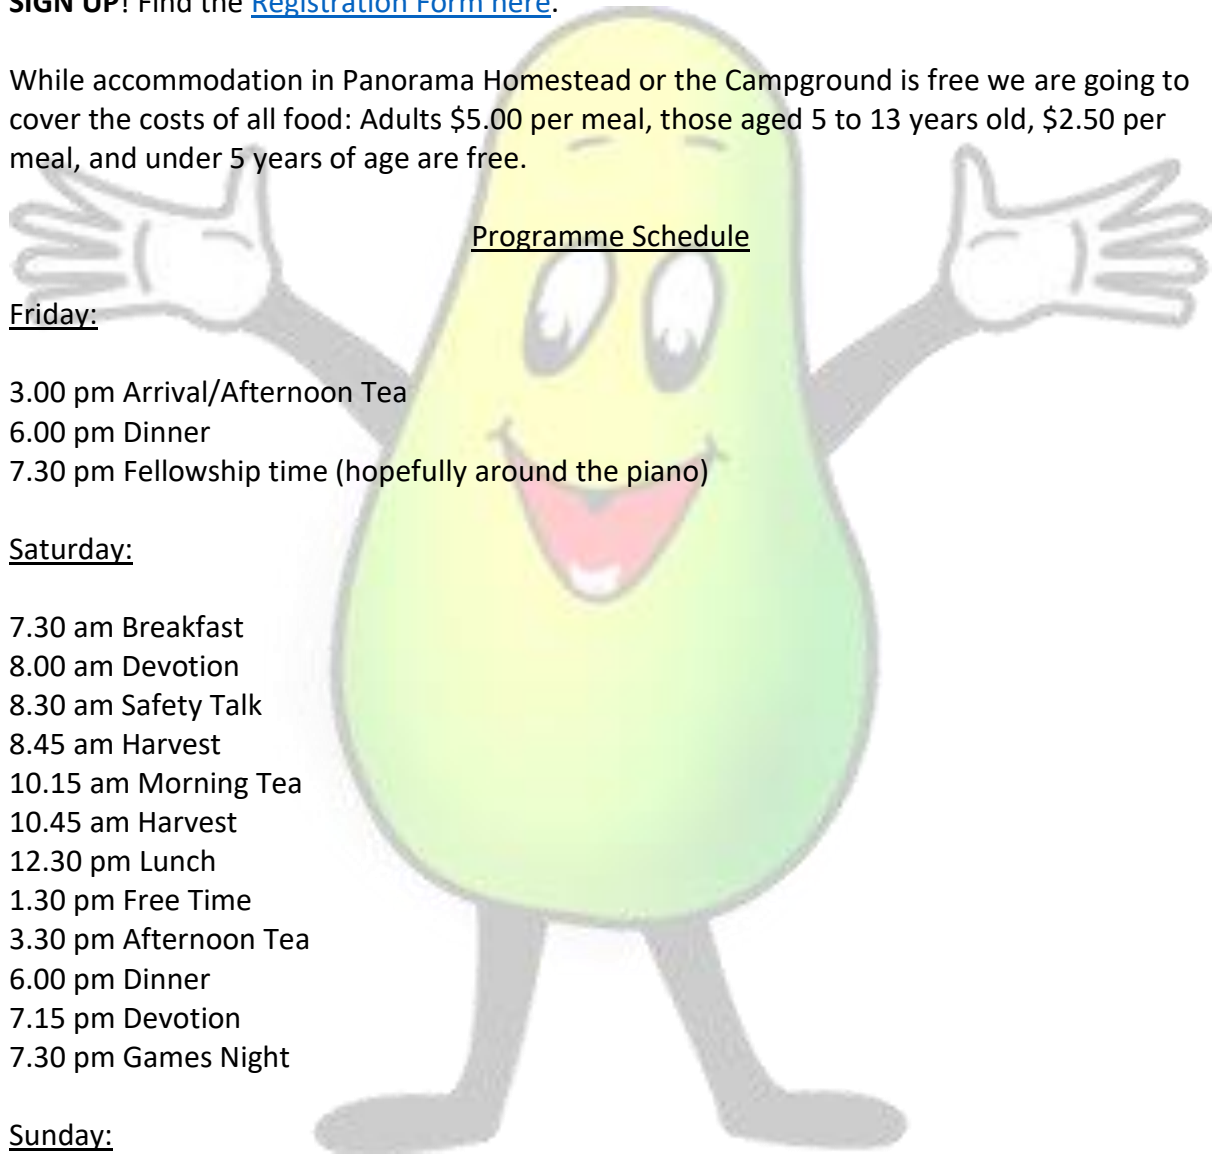 SIGN UP! Find the Registration Form here.
While accommodation in Panorama Homestead or the Campground is free we are going to
cover the costs of all food: Adults $5.00 per meal, those aged 5 to 13 years old, $2.50 per
meal, and under 5 years of age are free.
Programme Schedule
Friday:
3.00 pm Arrival/Afternoon Tea
6.00 pm Dinner
7.30 pm Fellowship time (hopefully around the piano)
Saturday:
7.30 am Breakfast
8.00 am Devotion
8.30 am Safety Talk
8.45 am Harvest
10.15 am Morning Tea
10.45 am Harvest
12.30 pm Lunch
1.30 pm Free Time
3.30 pm Afternoon Tea
6.00 pm Dinner
7.15 pm Devotion
7.30 pm Games Night
Sunday: